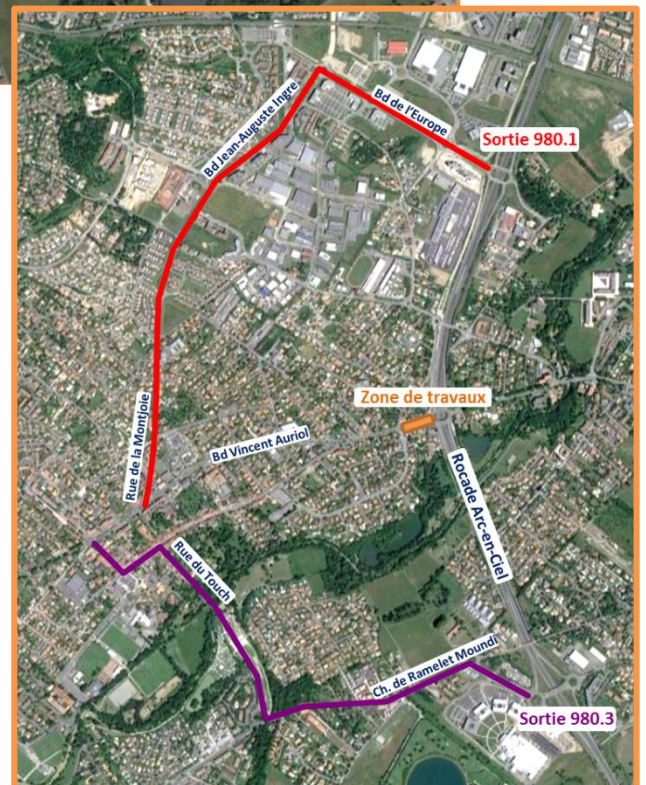 Bd de l'Europe
Bd Jean-Auguste Ingre
Sortie 980.1
Zone de travaux
Rue de la Montjoie
Bd Vincent Auriol
Rocade Arc-en-Ciel
Rue du Touch
Ch. de Ramelet Moundi
Sortie 980.3